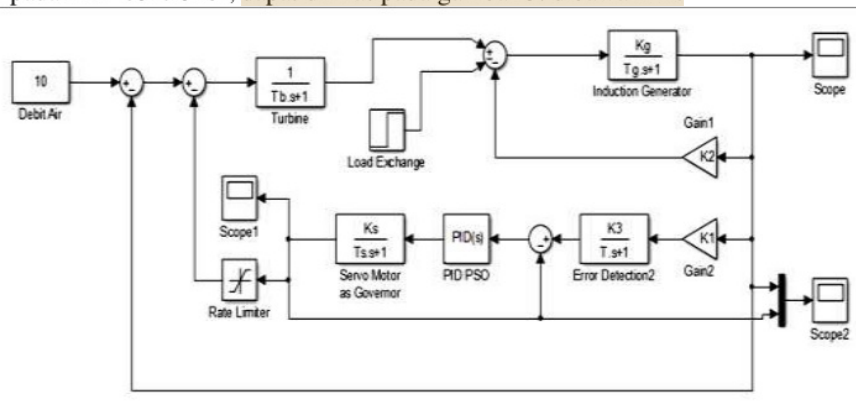 10
Debit Air
1
Tb.s+1
Turbine
Load Exchange
Kg
Tg.s+1
Induction Generator
Scope
Gain1
K2
Scope1
Ks
Ts.s+1
Servo Motor
as Governor
PID(s)
PID PSO
K3
T.s+1
Error Detection2
K1
Gain2
Rate Limiter
Scope2